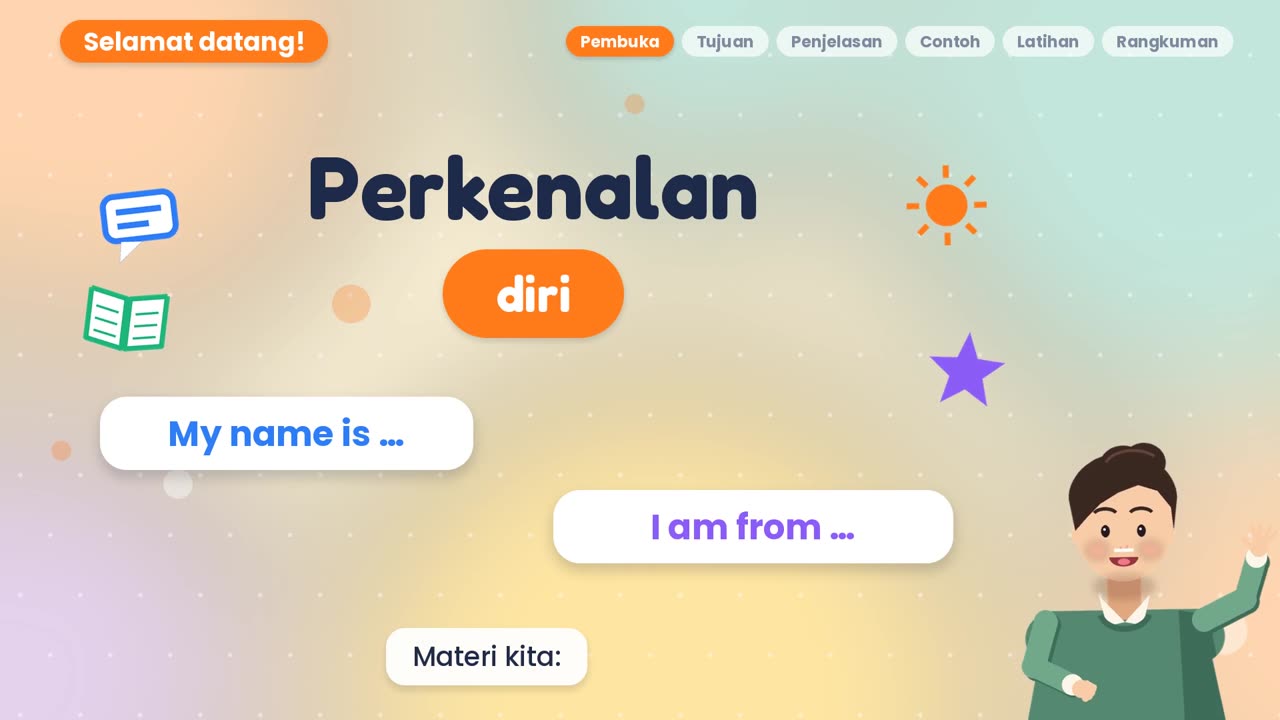 Selamat datang!
Pembuka
Tujuan
Penjelasan
Contoh
Latihan
Rangkuman
Perkenalan
diri
My name is ...
I am from ...
Materi kita: